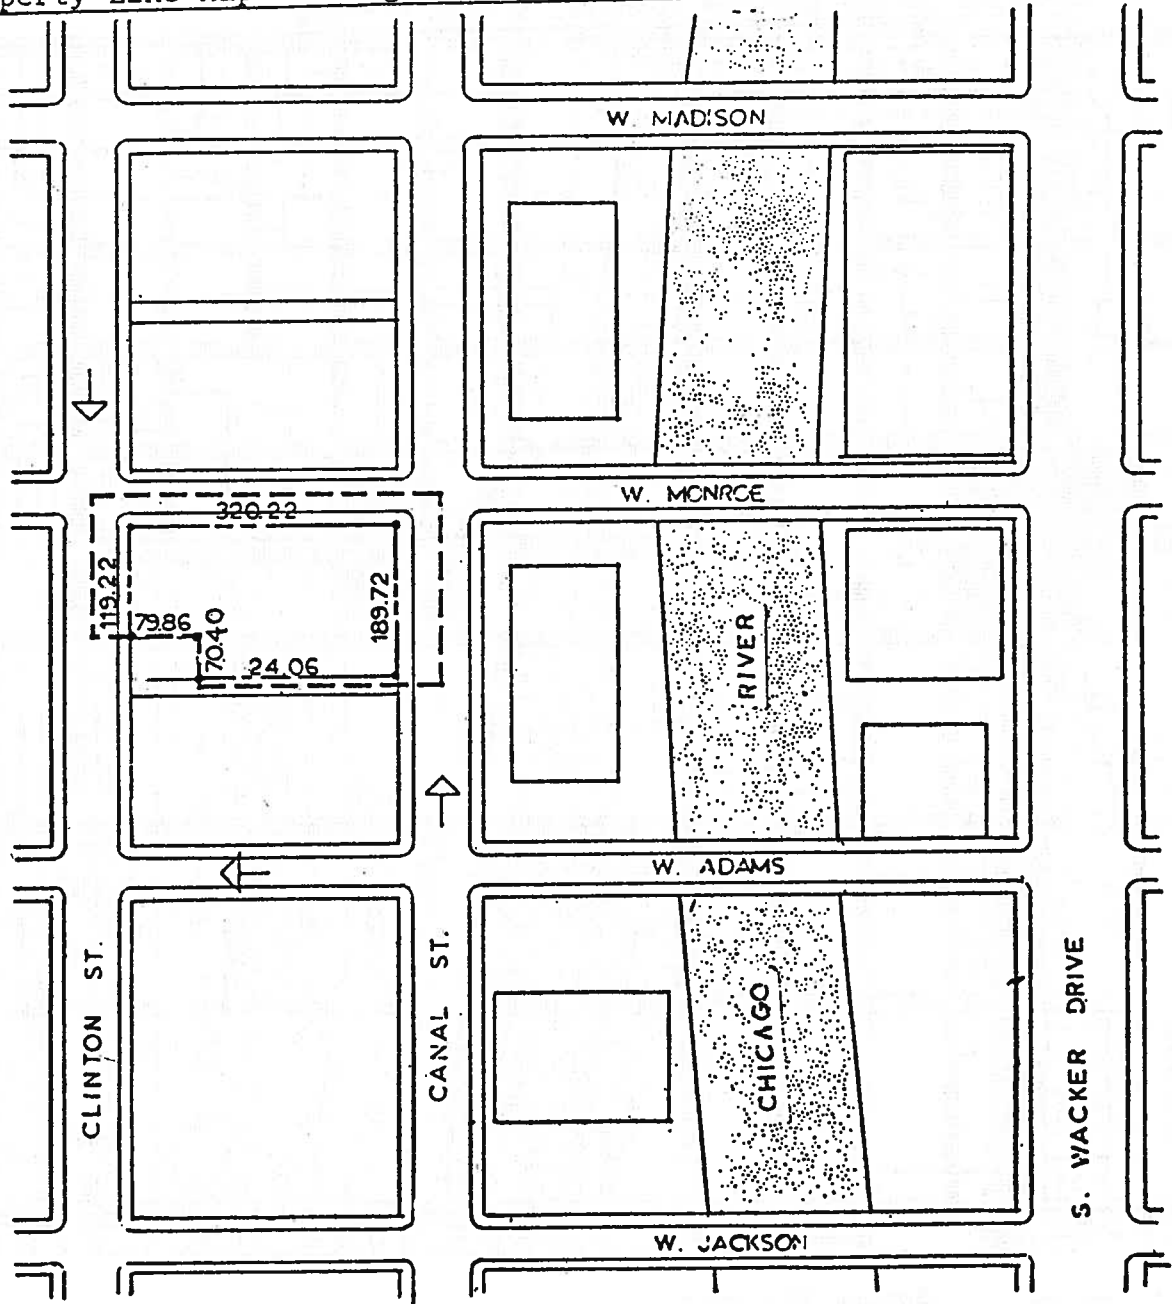 W. MADISON
W. MONROE
320.22
119.22
79.86
70.40
189.72
24.06
RIVER
W. ADAMS
CLINTON ST.
CANAL ST.
CHICAGO
S. WACKER DRIVE
W. JACKSON